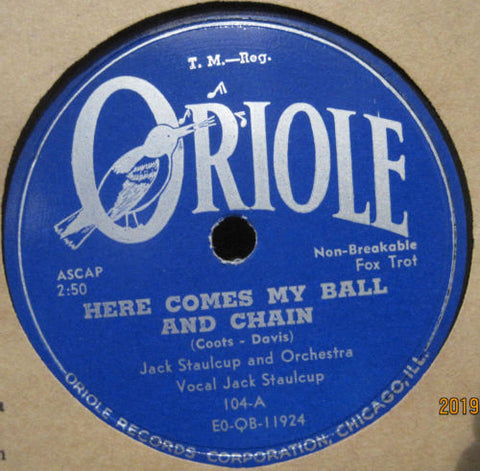 T. M.—Reg.
ORIOLE
Non-Breakable
Fox Trot
ASCAP
2:50
HERE COMES MY BALL
AND CHAIN
(Coots - Davis)
Jack Staulcup and Orchestra
Vocal Jack Staulcup
104-A
E0-QB-11924
ORIOLE RECORDS CORPORATION, CHICAGO, ILL.
2019